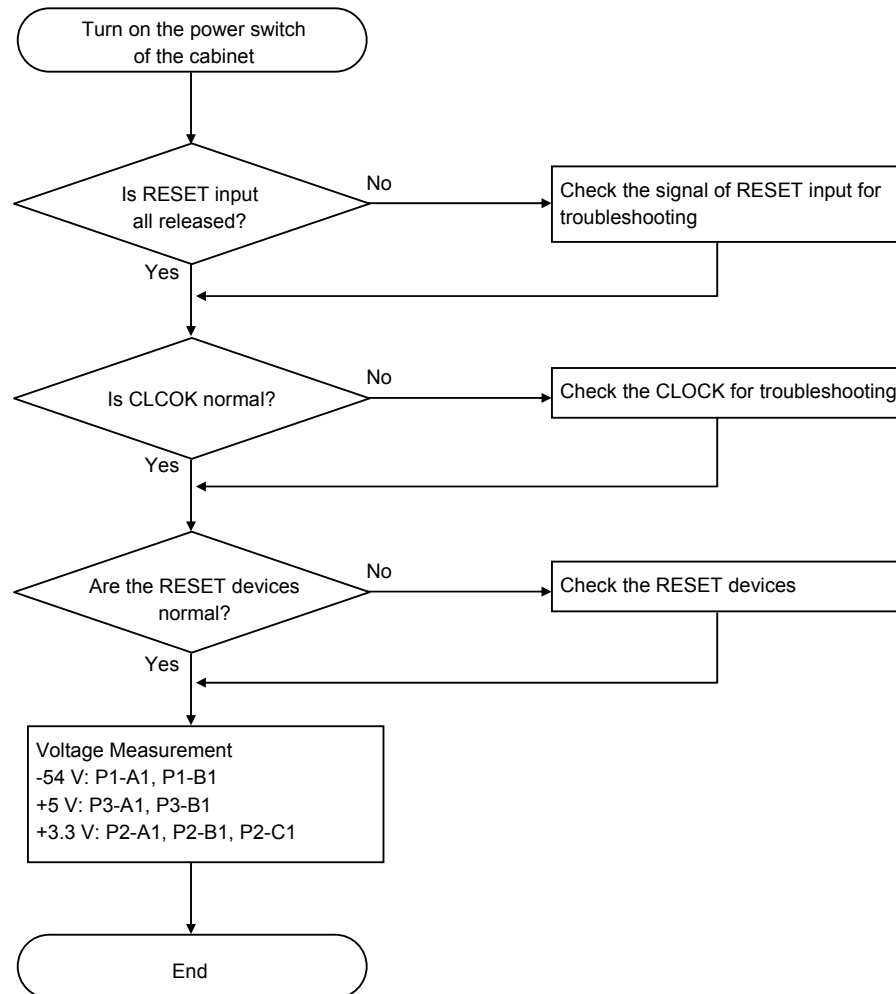 Turn on the power switch
of the cabinet
Is RESET input
all released?
No
Check the signal of RESET input for
troubleshooting
Yes
Is CLCOK normal?
No
Check the CLOCK for troubleshooting
Yes
Are the RESET devices
normal?
No
Check the RESET devices
Yes
Voltage Measurement
-54 V: P1-A1, P1-B1
+5 V: P3-A1, P3-B1
+3.3 V: P2-A1, P2-B1, P2-C1
End